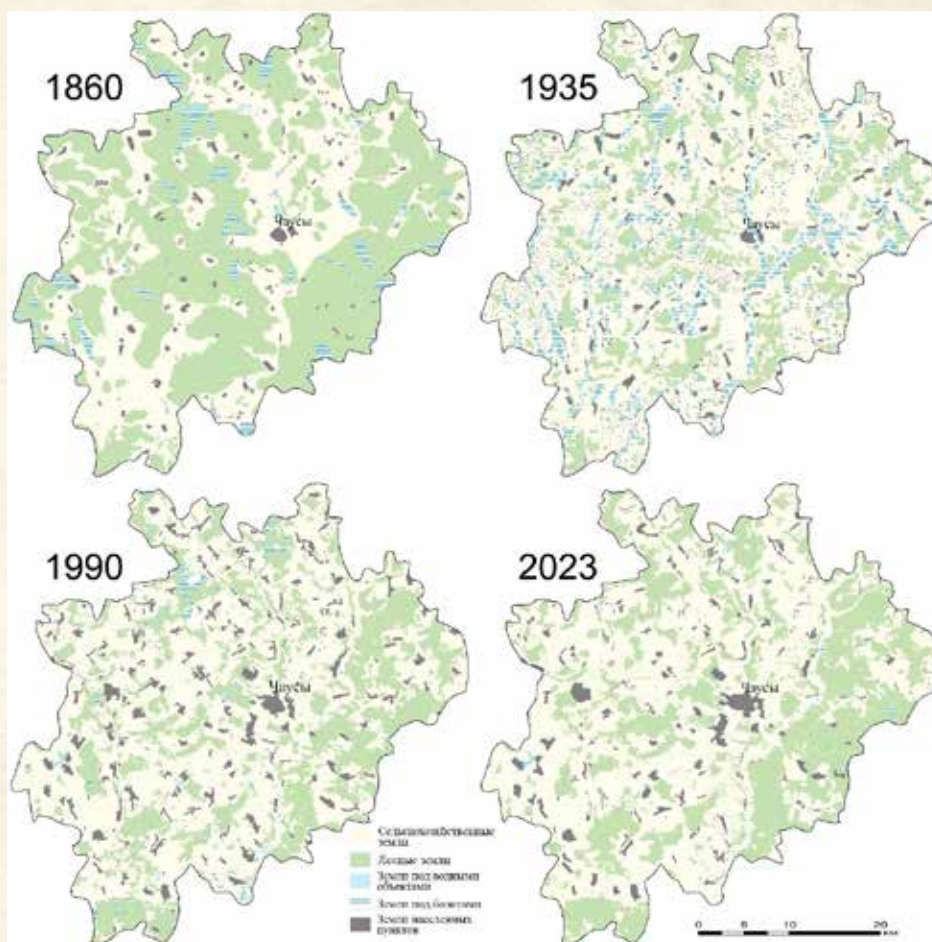 1860
1935
Чаусы
Чаусы
1990
2023
Чаусы
Чаусы
Сельскохозяйственные
земли
Лесные земли
Земли под водными
объектами
Земли под болотами
Земли населенных
пунктов
0 5 10 20